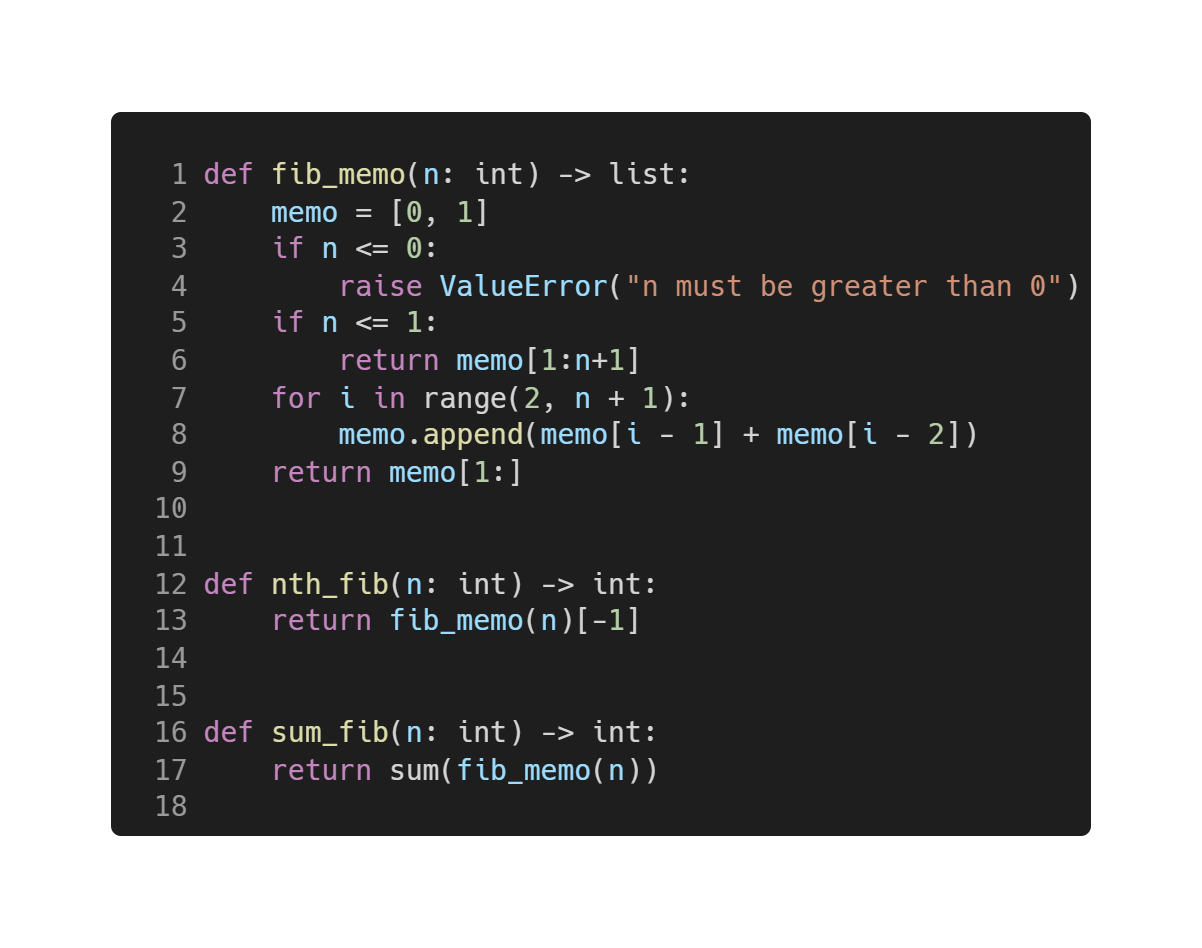 1 def fib_memo(n: int) -> list:
2     memo = [0, 1]
3     if n <= 0:
4         raise ValueError("n must be greater than 0")
5     if n <= 1:
6         return memo[1:n+1]
7     for i in range(2, n + 1):
8         memo.append(memo[i - 1] + memo[i - 2])
9     return memo[1:]
10
11
12 def nth_fib(n: int) -> int:
13     return fib_memo(n)[-1]
14
15
16 def sum_fib(n: int) -> int:
17     return sum(fib_memo(n))
18